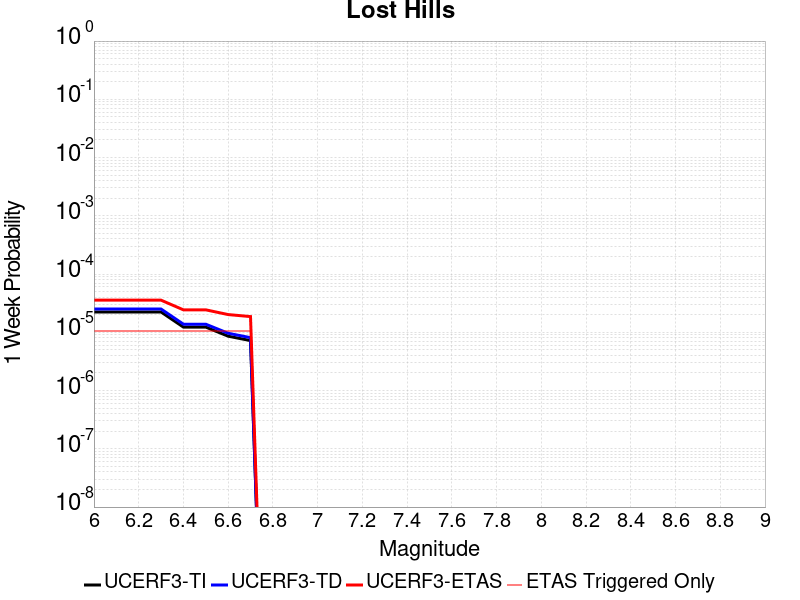 Lost Hills
10^0
10^-1
10^-2
10^-3
10^-4
10^-5
10^-6
10^-7
10^-8
1 Week Probability
6 6.2 6.4 6.6 6.8 7 7.2 7.4 7.6 7.8 8 8.2 8.4 8.6 8.8 9
Magnitude
UCERF3-TI UCERF3-TD UCERF3-ETAS ETAS Triggered Only